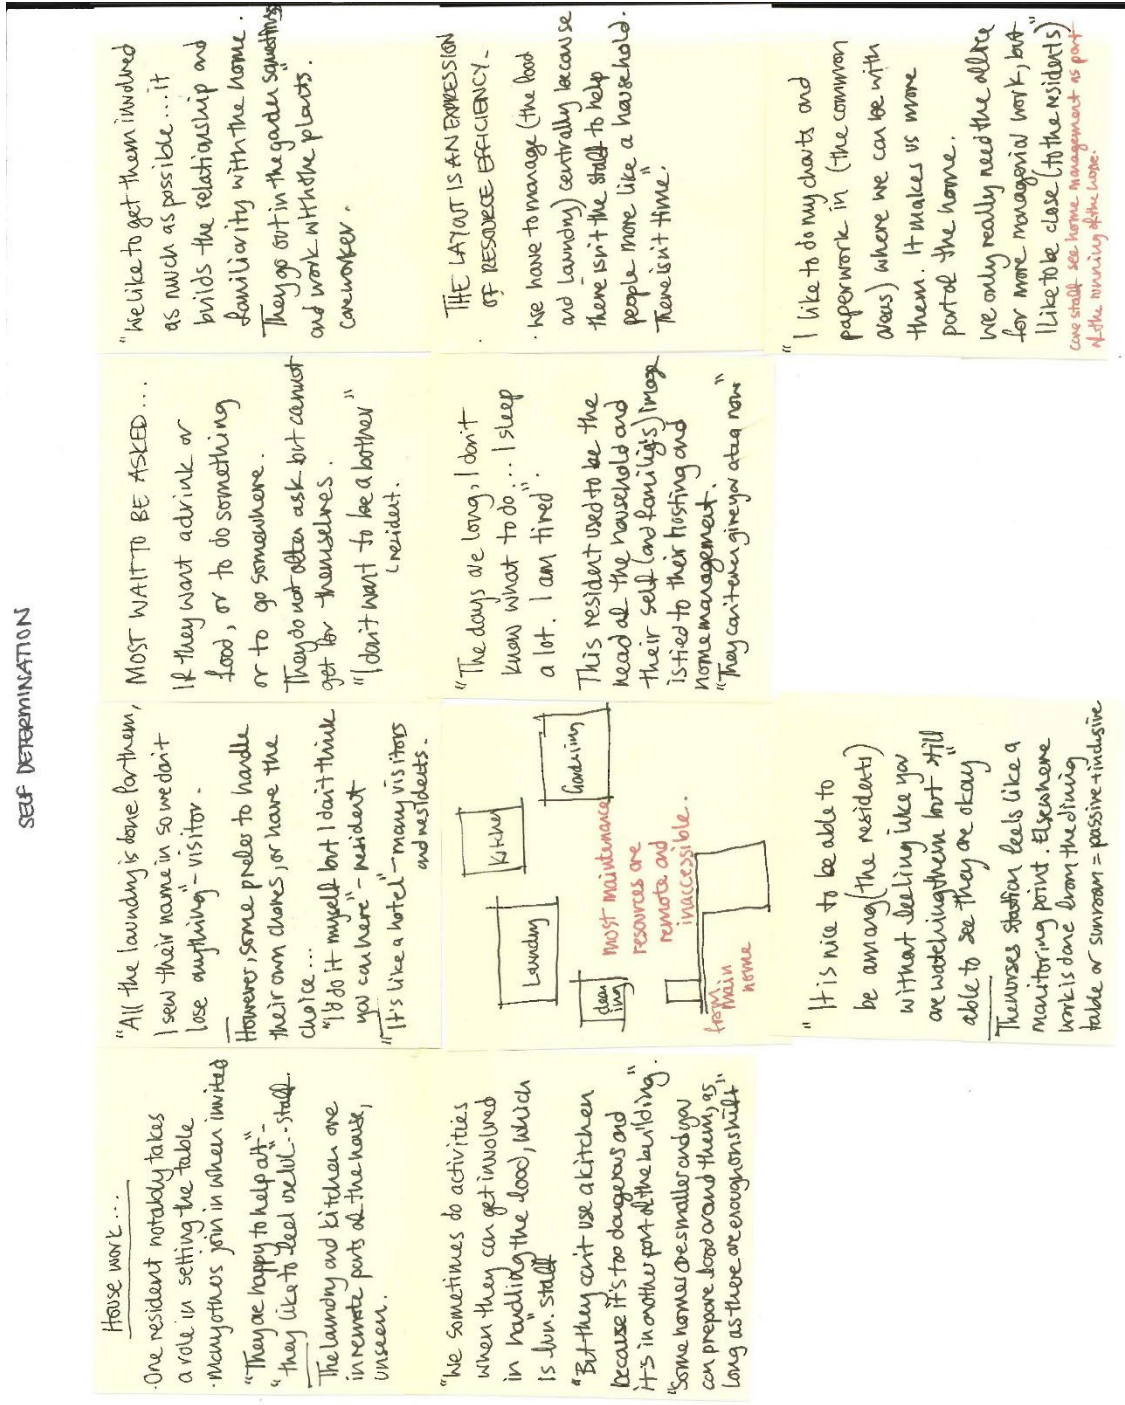 SELF DETERMINATION
House work...
·One resident notably takes
a role in setting the table
·Many others join in when invited
"They are happy to help out"-
"they like to feel useful"-staff.
The laundry and kitchen are
in remote parts of the house,
unseen.
"All the laundry is done for them,
I sew their name in so we don't
lose anything"-visitor.
However, some prefer to handle
their own chores, or have the
choice...
"I'd do it myself but I don't think
you can here"-resident
"It's like a hotel"-many visitors
and residents.
MOST WAIT TO BE ASKED...
If they want a drink or
food, or to do something
or to go somewhere.
They do not often ask but cannot
get for themselves.
"I don't want to be a bother"
resident.
"We like to get them involved
as much as possible...it
builds the relationship and
familiarity with the home.
They go out in the garden sometimes
and work with the plants."
careworker.
"We sometimes do activities
when they can get involved
in handling the food, which
is fun." staff
"But they can't use a kitchen
because it's too dangerous and
it's in another part of the building"
"Some homes are smaller and you
can prepare food around them, as
long as there are enough on shift"
Laundry
Kitchen
clean
ing
Gardening
most maintenance
resources are
remote and
inaccessible.
from
main
home
"The days are long, I don't
know what to do... I sleep
a lot. I am tired".
This resident used to be the
head of the household and
their self (and family's) image
is tied to their hosting and
home management.
"They can't even give you a tea now"
THE LAYOUT IS AN EXPRESSION
OF RESOURCE EFFICIENCY-
·We have to manage (the food
and laundry) centrally because
there isn't the staff to help
people more like a household.
There isn't time."
"It is nice to be able to
be among (the residents)
without feeling like you
are watching them but still
able to see they are okay"
The nurses station feels like a
monitoring point. Elsewhere
work is done from the dining
table or sunroom = passive + inclusive
"I like to do my charts and
paperwork in (the common
areas) where we can be with
them. It makes us more
part of the home.
We only really need the office
for more managerial work, but
I like to be close (to the residents)
care staff see home management as part
of the running of the home.